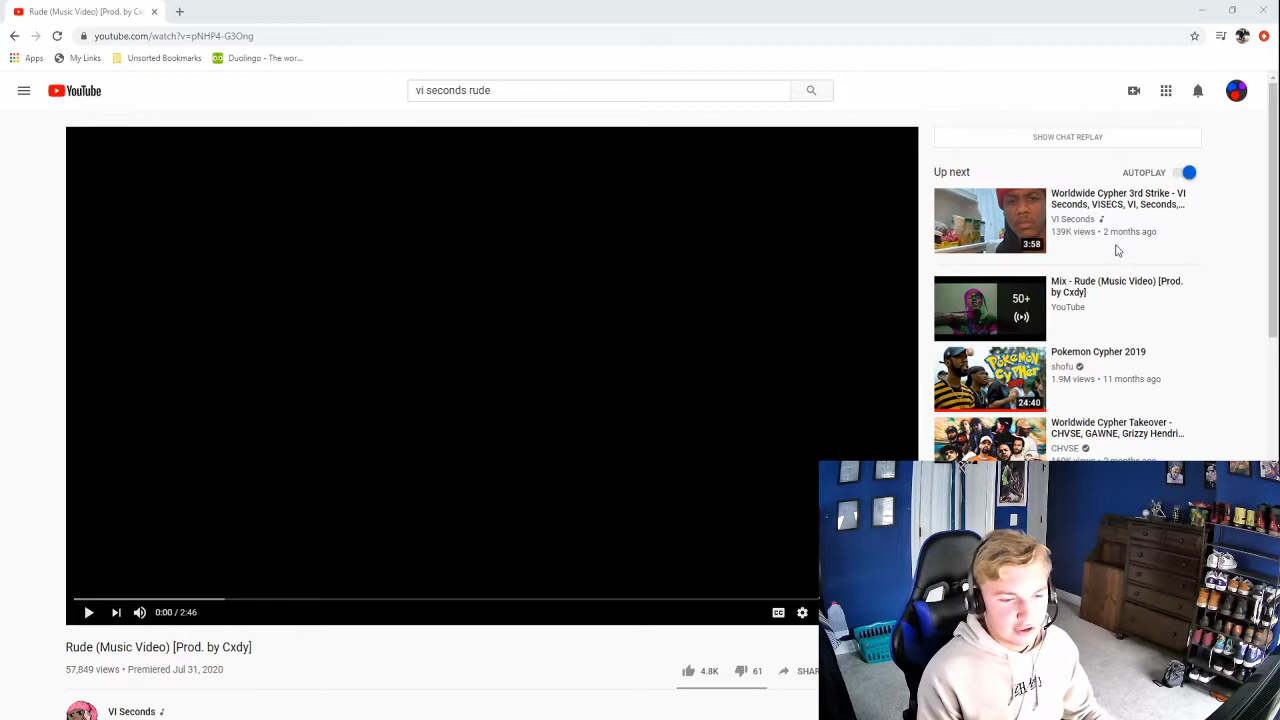 Rude (Music Video) [Prod. by Cx
youtube.com/watch?v=pNHP4-G3Ong
Apps
My Links
Unsorted Bookmarks
Duolingo - The wor...
YouTube
vi seconds rude
SHOW CHAT REPLAY
Up next
AUTOPLAY
Worldwide Cypher 3rd Strike - VI
Seconds, VISECS, VI, Seconds,...
VI Seconds
139K views • 2 months ago
3:58
Mix - Rude (Music Video) [Prod.
by Cxdy]
YouTube
50+
Pokemon Cypher 2019
shofu
1.9M views • 11 months ago
POKÉMON
CYPHER
2019
24:40
Worldwide Cypher Takeover -
CHVSE, GAWNE, Grizzy Hendri...
CHVSE
0:00 / 2:46
CC
Rude (Music Video) [Prod. by Cxdy]
57,849 views • Premiered Jul 31, 2020
4.8K
61
SHAR
VI Seconds